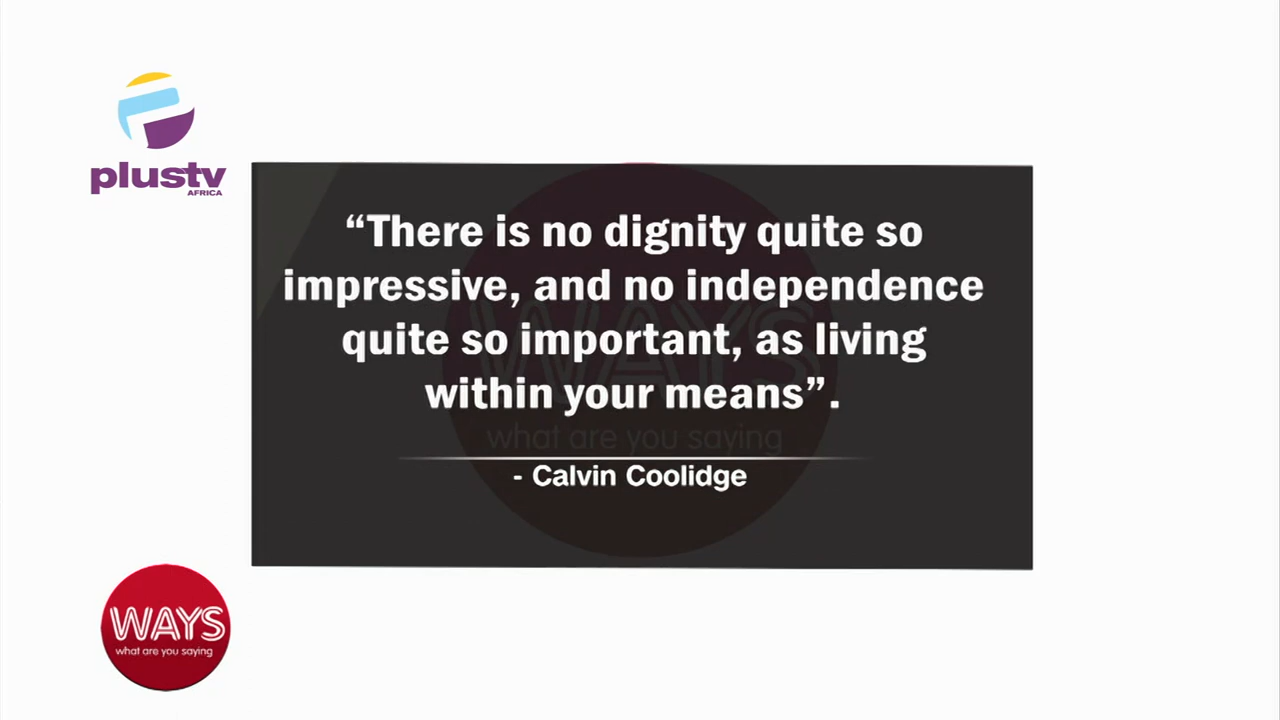 plustv
AFRICA
“There is no dignity quite so
impressive, and no independence
quite so important, as living
within your means”.
WAYS
what are you saying
- Calvin Coolidge
WAYS
what are you saying